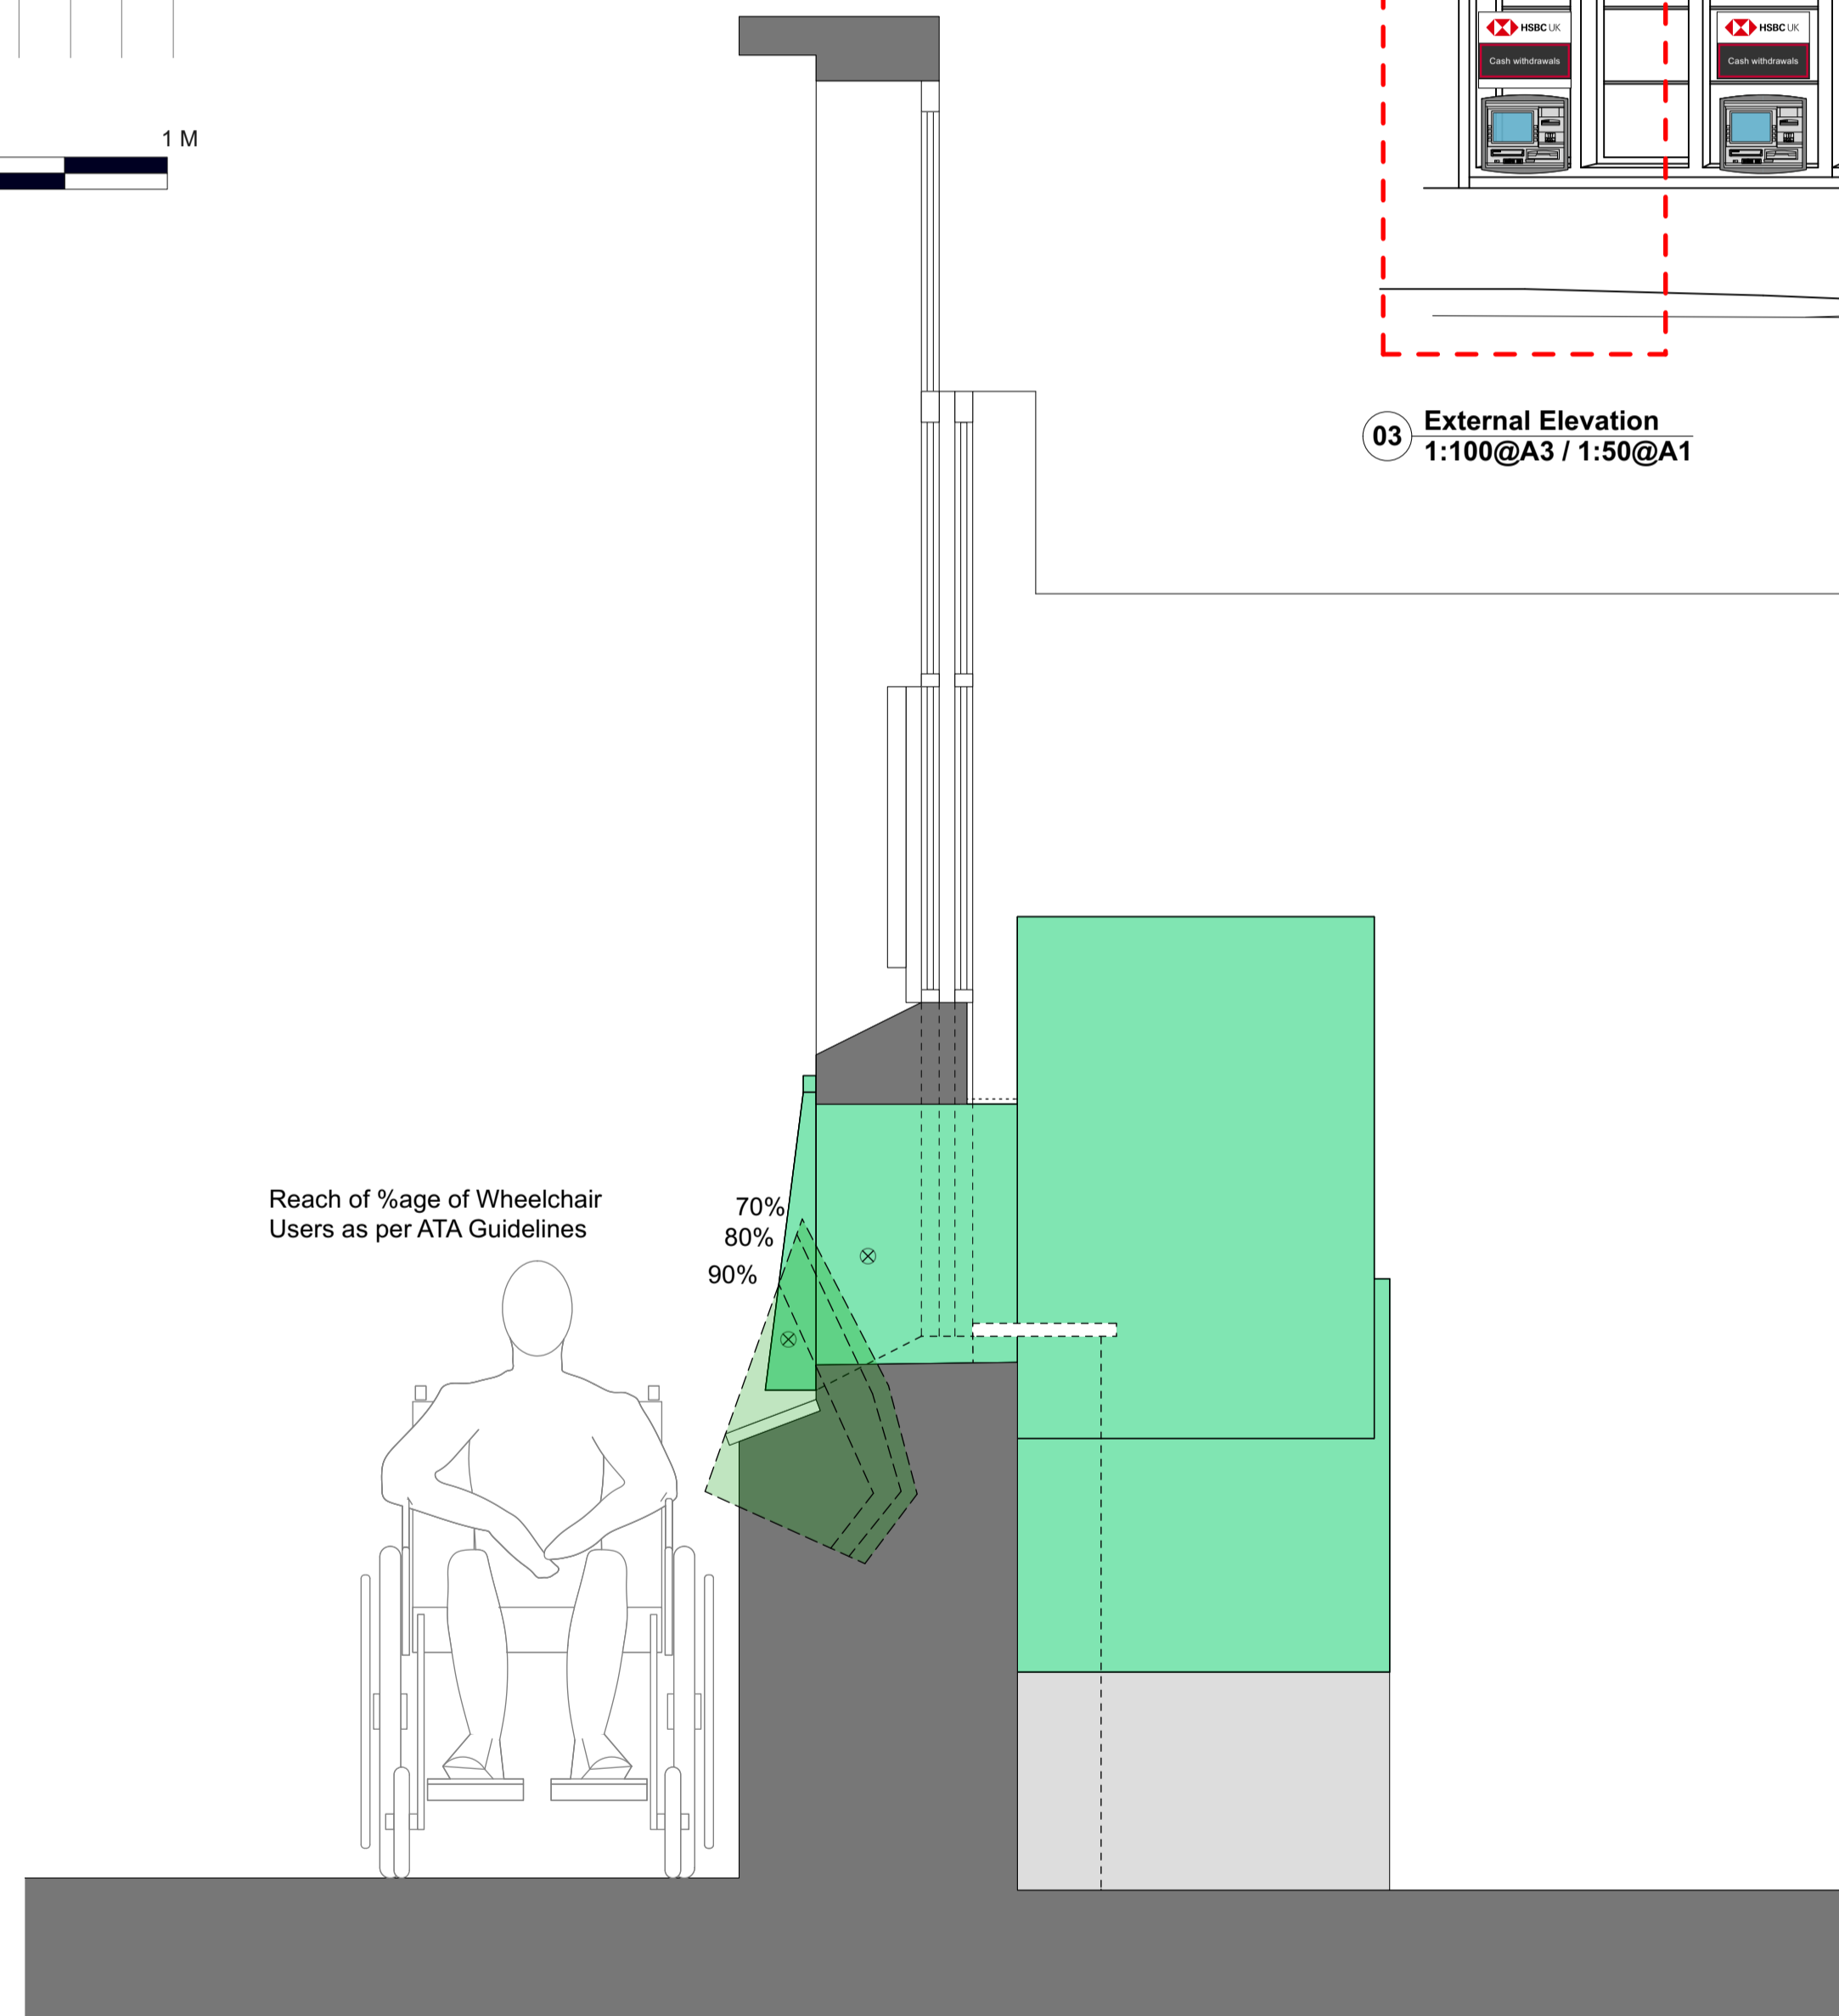 1 M
HSBC UK
Cash withdrawals
HSBC UK
Cash withdrawals
03
External Elevation
1:100@A3 / 1:50@A1
Reach of %age of Wheelchair
Users as per ATA Guidelines
70%
80%
90%